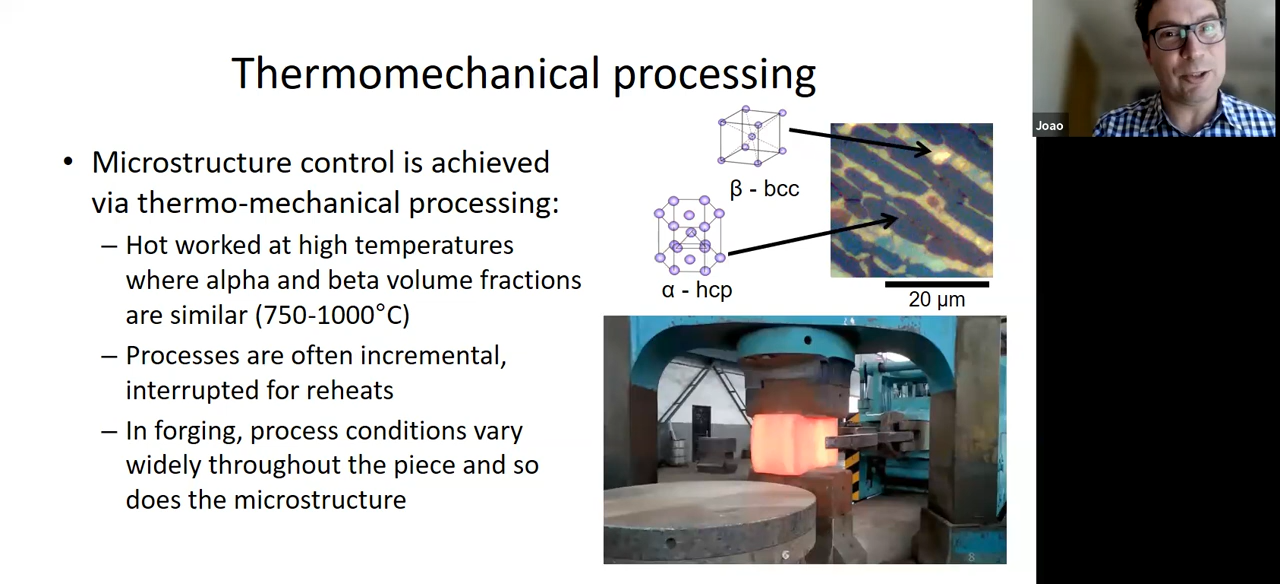 Thermomechanical processing
• Microstructure control is achieved
via thermo-mechanical processing:
– Hot worked at high temperatures
where alpha and beta volume fractions
are similar (750-1000°C)
– Processes are often incremental,
interrupted for reheats
– In forging, process conditions vary
widely throughout the piece and so
does the microstructure
β - bcc
α - hcp
20 μm
6
8
Joao